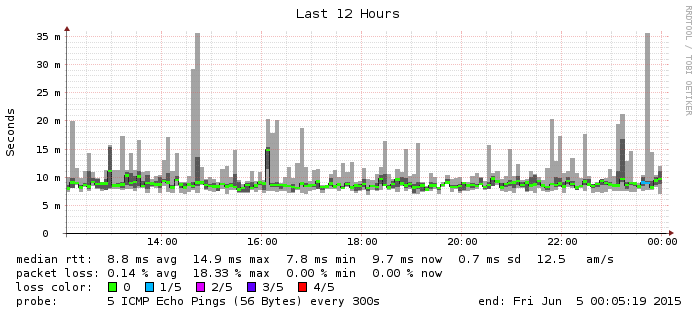 Last 12 Hours
RRDTOOL / TOBI OETIKER
Seconds
35 m
30 m
25 m
20 m
15 m
10 m
5 m
0
14:00 16:00 18:00 20:00 22:00 00:00
median rtt: 8.8 ms avg 14.9 ms max 7.8 ms min 9.7 ms now 0.7 ms sd 12.5 am/s
packet loss: 0.14 % avg 18.33 % max 0.00 % min 0.00 % now
loss color: 0 1/5 2/5 3/5 4/5
probe: 5 ICMP Echo Pings (56 Bytes) every 300s end: Fri Jun 5 00:05:19 2015